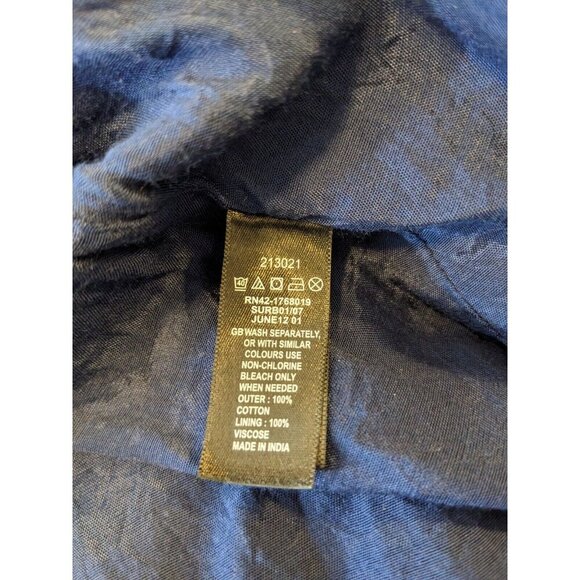 213021
40
RN42-1768019
SURB01/07
JUNE12 01
GB WASH SEPARATELY,
OR WITH SIMILAR
COLOURS USE
NON-CHLORINE
BLEACH ONLY
WHEN NEEDED
OUTER : 100%
COTTON
LINING : 100%
VISCOSE
MADE IN INDIA